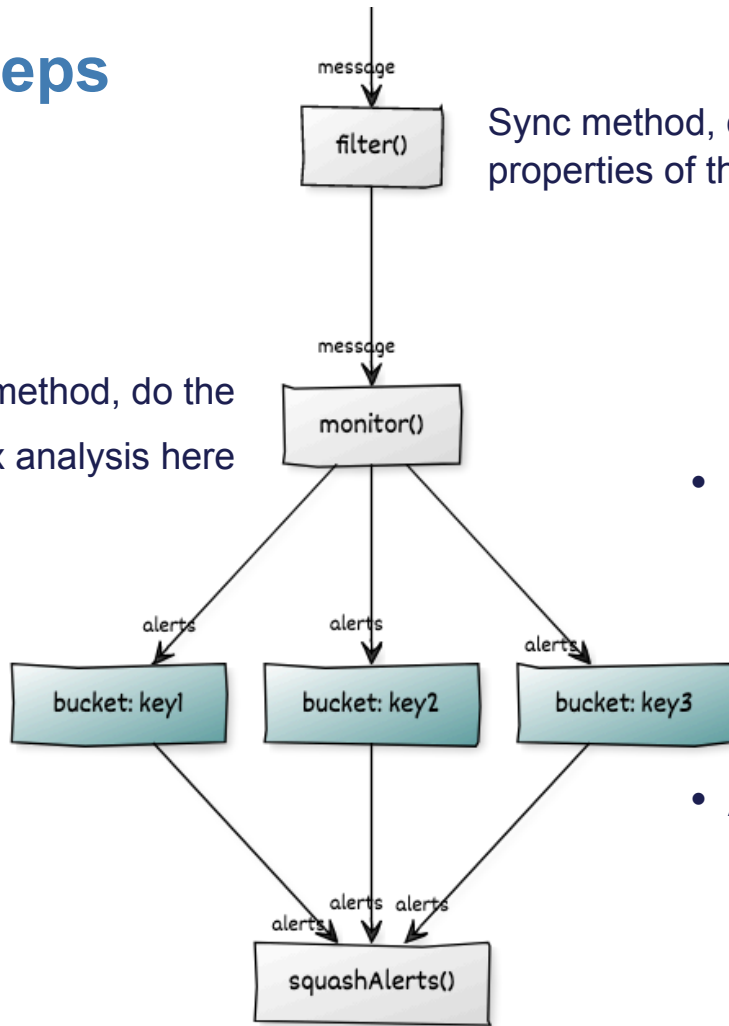 eps
message
filter()
Sync method,
properties of th
message
method, do the
monitor()
x analysis here
•
alerts
alerts
alerts
bucket: key1
bucket: key2
bucket: key3
•
alerts
alerts
alerts
squashAlerts()